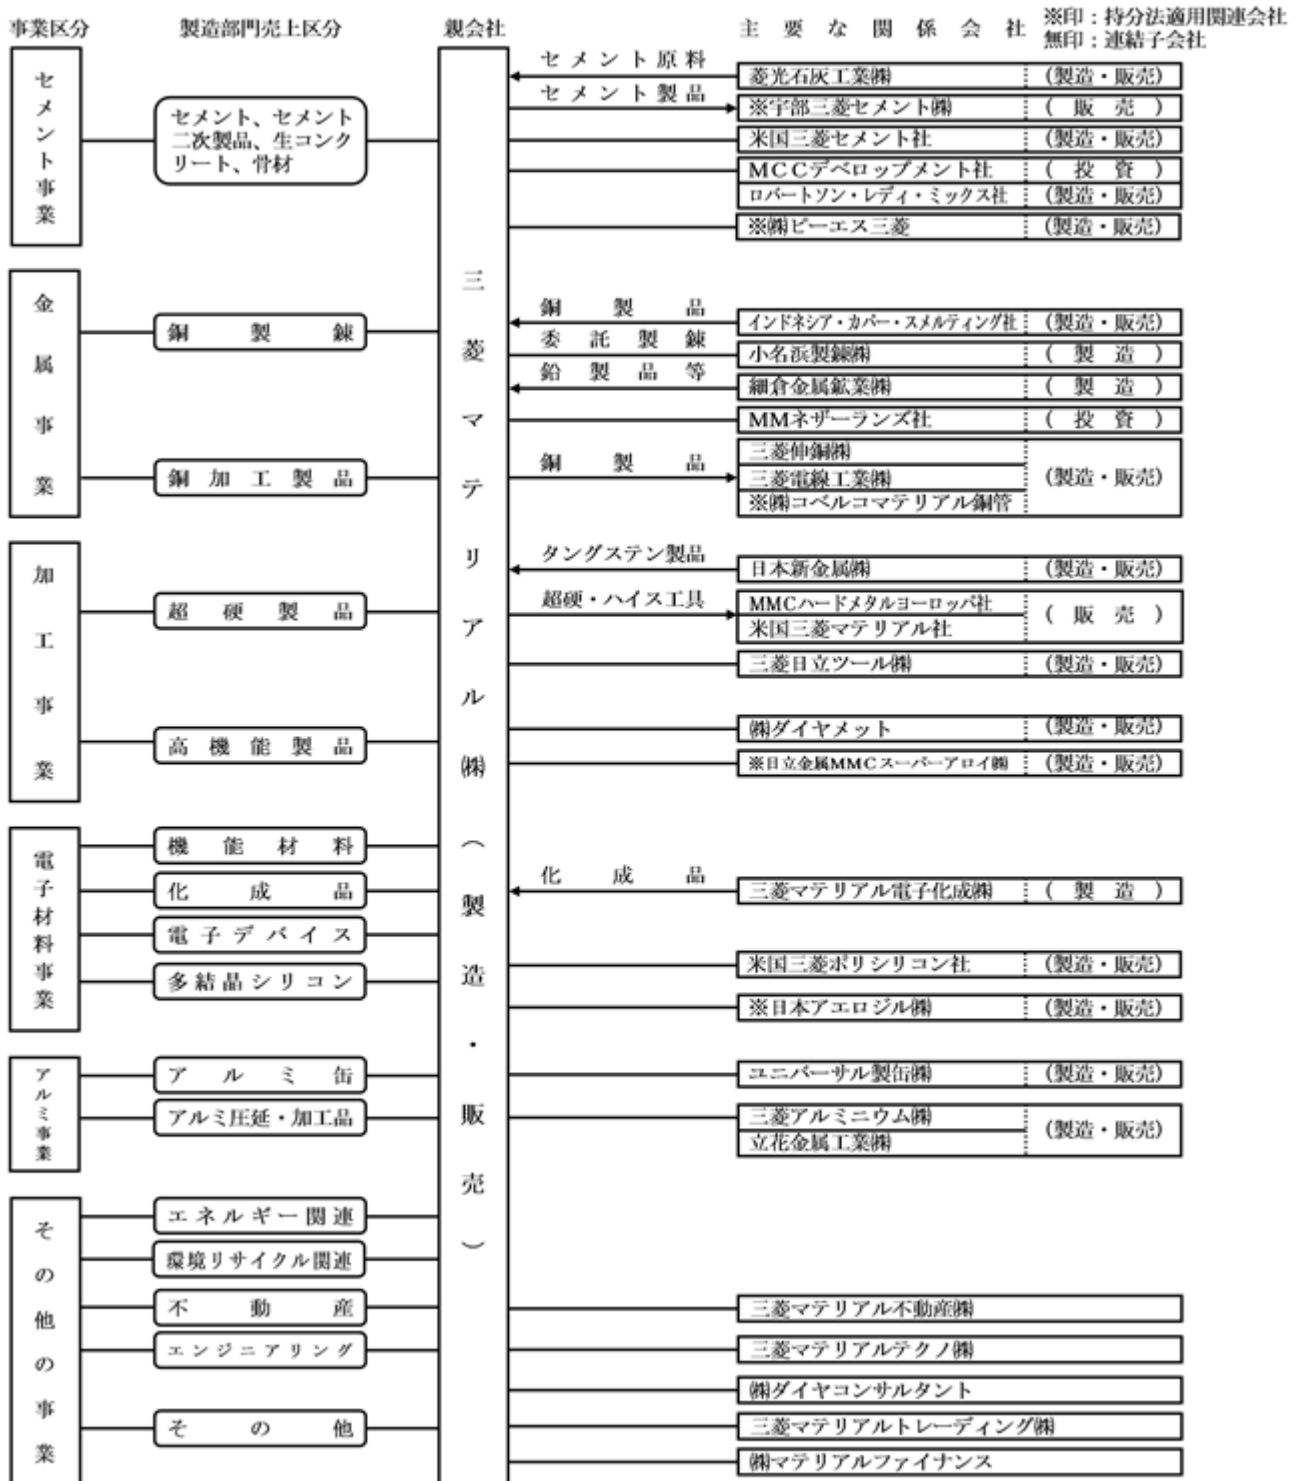 事業区分 製造部門売上区分 親会社 主要な関係会社 ※印:持分法適用関連会社
無印:連結子会社
セメント事業
セメント、セメント
二次製品、生コンク
リート、骨材
三菱マテリアル㈱(製造・販売)
セメント原料
菱光石灰工業㈱ (製造・販売)
セメント製品
※宇部三菱セメント㈱ (販売)
米国三菱セメント社 (製造・販売)
MCCデベロップメント社 (投資)
ロバートソン・レディ・ミックス社 (製造・販売)
※㈱ピーエス三菱 (製造・販売)
金属事業
銅製錬
銅製品
インドネシア・カパー・スメルティング社 (製造・販売)
委託製錬
小名浜製錬㈱ (製造)
鉛製品等
細倉金属鉱業㈱ (製造)
MMネザーランズ社 (投資)
銅加工製品
銅製品
三菱伸銅㈱
三菱電線工業㈱ (製造・販売)
※㈱コベルコマテリアル銅管
加工事業
超硬製品
タングステン製品
日本新金属㈱ (製造・販売)
超硬・ハイス工具
MMCハードメタルヨーロッパ社
米国三菱マテリアル社 (販売)
三菱日立ツール㈱ (製造・販売)
高機能製品
㈱ダイヤメット (製造・販売)
※日立金属MMCスーパーアロイ㈱ (製造・販売)
電子材料事業
機能材料
化成品
電子デバイス
多結晶シリコン
化成品
三菱マテリアル電子化成㈱ (製造)
米国三菱ポリシリコン社 (製造・販売)
※日本アエロジル㈱ (製造・販売)
アルミ事業
アルミ缶
アルミ圧延・加工品
ユニバーサル製缶㈱ (製造・販売)
三菱アルミニウム㈱
立花金属工業㈱ (製造・販売)
その他の事業
エネルギー関連
環境リサイクル関連
不動産
エンジニアリング
その他
三菱マテリアル不動産㈱
三菱マテリアルテクノ㈱
㈱ダイヤコンサルタント
三菱マテリアルトレーディング㈱
㈱マテリアルファイナンス